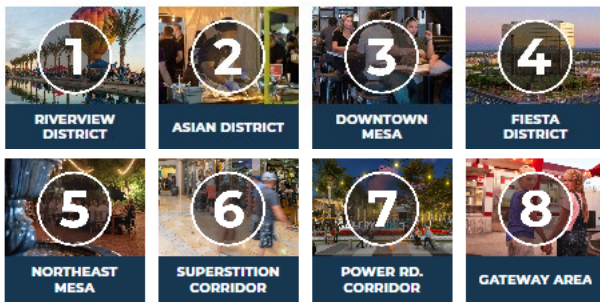 1
RIVERVIEW
DISTRICT
2
ASIAN DISTRICT
3
DOWNTOWN
MESA
4
FIESTA
DISTRICT
5
NORTHEAST
MESA
6
SUPERSTITION
CORRIDOR
7
POWER RD.
CORRIDOR
8
GATEWAY AREA